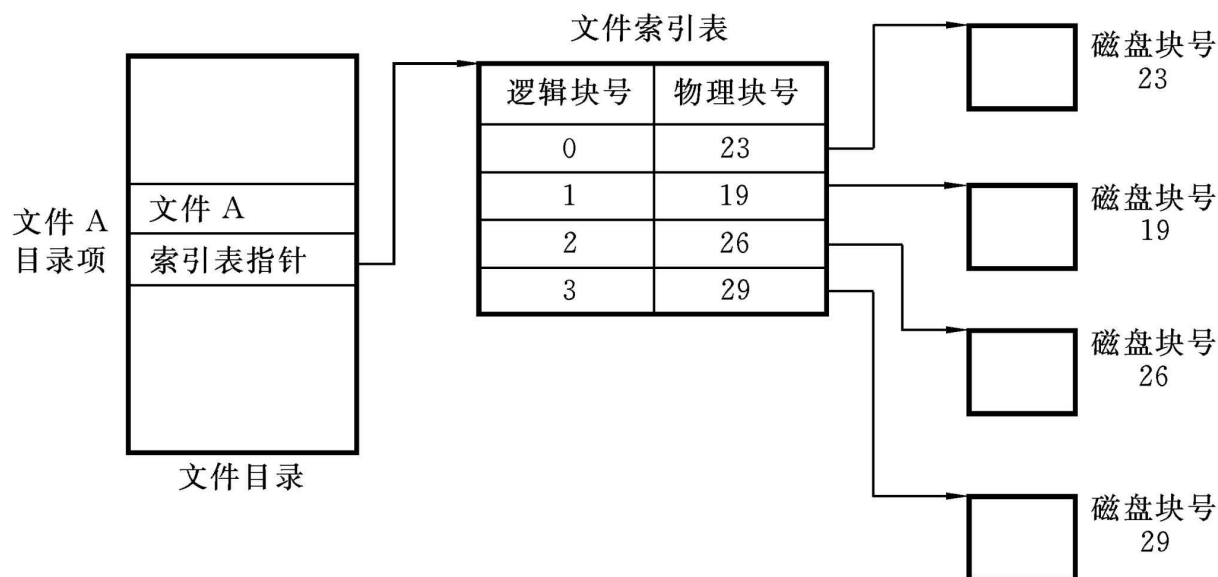 文件索引表
逻辑块号 物理块号
0 23
1 19
2 26
3 29
文件 A
目录项
文件 A
索引表指针
文件目录
磁盘块号
23
磁盘块号
19
磁盘块号
26
磁盘块号
29